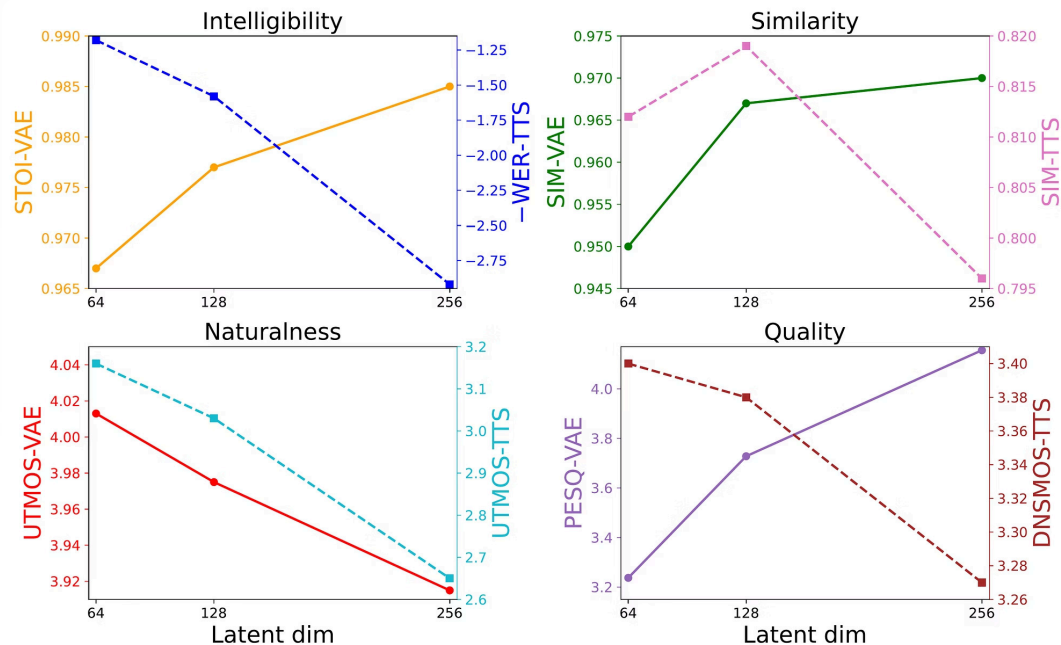 Intelligibility
STOI-VAE
0.990
0.985
0.980
0.975
0.970
0.965
−1.25
−1.50
−1.75
−2.00
−2.25
−2.50
−2.75
−WER-TTS
64 128 256
Similarity
SIM-VAE
0.975
0.970
0.965
0.960
0.955
0.950
0.945
0.820
0.815
0.810
0.805
0.800
0.795
SIM-TTS
64 128 256
Naturalness
UTMOS-VAE
4.04
4.02
4.00
3.98
3.96
3.94
3.92
3.2
3.1
3.0
2.9
2.8
2.7
2.6
UTMOS-TTS
64 128 256
Latent dim
Quality
PESQ-VAE
4.0
3.8
3.6
3.4
3.2
3.40
3.38
3.36
3.34
3.32
3.30
3.28
3.26
DNSMOS-TTS
64 128 256
Latent dim